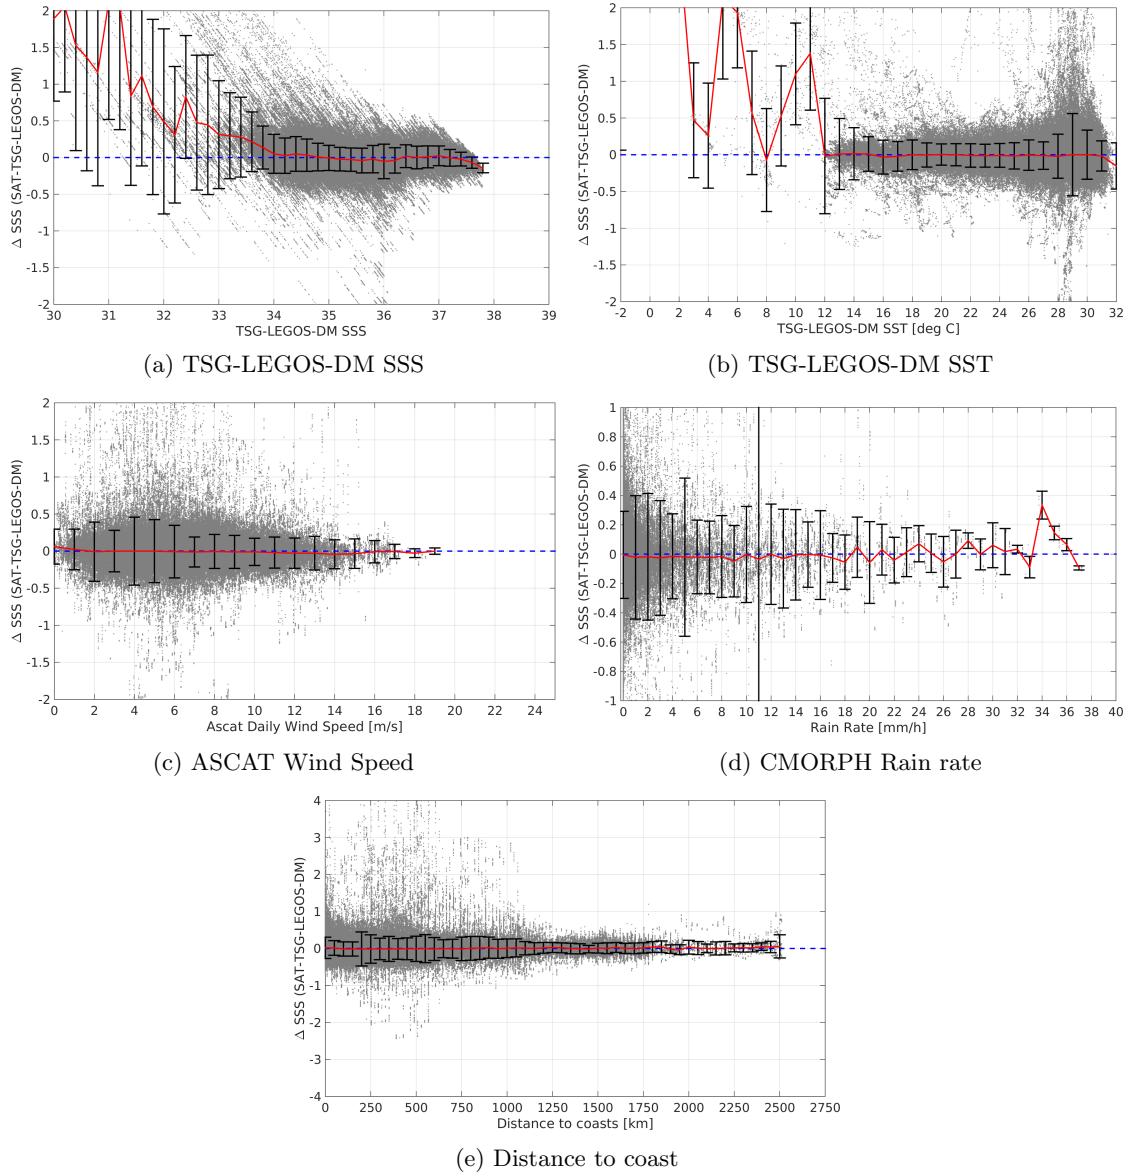 Δ SSS (SAT-TSG-LEGOS-DM)
2
1.5
1
0.5
0
-0.5
-1
-1.5
-2
30 31 32 33 34 35 36 37 38 39
TSG-LEGOS-DM SSS
(a) TSG-LEGOS-DM SSS
Δ SSS (SAT-TSG-LEGOS-DM)
2
1.5
1
0.5
0
-0.5
-1
-1.5
-2
-2 0 2 4 6 8 10 12 14 16 18 20 22 24 26 28 30 32
TSG-LEGOS-DM SST [deg C]
(b) TSG-LEGOS-DM SST
Δ SSS (SAT-TSG-LEGOS-DM)
2
1.5
1
0.5
0
-0.5
-1
-1.5
-2
0 2 4 6 8 10 12 14 16 18 20 22 24
Ascat Daily Wind Speed [m/s]
(c) ASCAT Wind Speed
Δ SSS (SAT-TSG-LEGOS-DM)
1
0.8
0.6
0.4
0.2
0
-0.2
-0.4
-0.6
-0.8
-1
0 2 4 6 8 10 12 14 16 18 20 22 24 26 28 30 32 34 36 38 40
Rain Rate [mm/h]
(d) CMORPH Rain rate
Δ SSS (SAT-TSG-LEGOS-DM)
4
3
2
1
0
-1
-2
-3
-4
0 250 500 750 1000 1250 1500 1750 2000 2250 2500 2750
Distance to coasts [km]
(e) Distance to coast